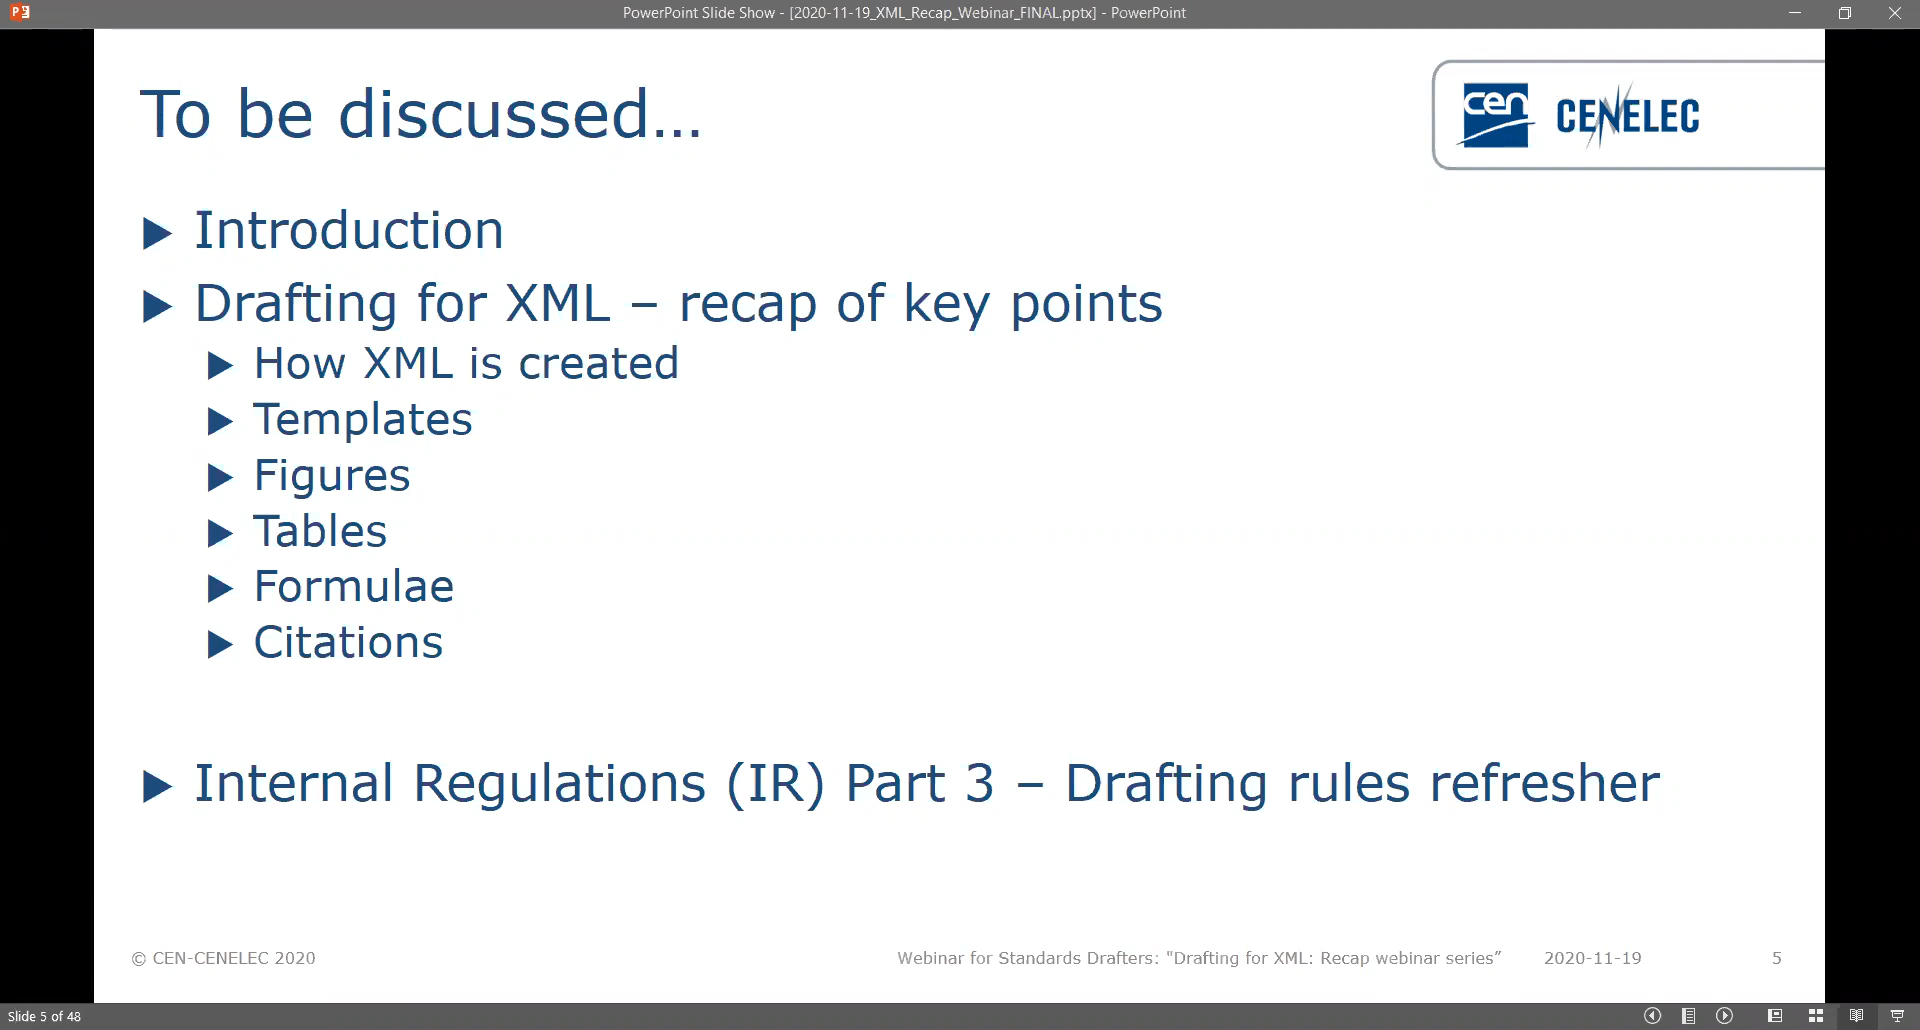 PowerPoint Slide Show - [2020-11-19_XML_Recap_Webinar_FINAL.pptx] - PowerPoint
To be discussed...
cen CENELEC
Introduction
Drafting for XML – recap of key points
How XML is created
Templates
Figures
Tables
Formulae
Citations
Internal Regulations (IR) Part 3 – Drafting rules refresher
© CEN-CENELEC 2020 Webinar for Standards Drafters: "Drafting for XML: Recap webinar series” 2020-11-19 5
Slide 5 of 48